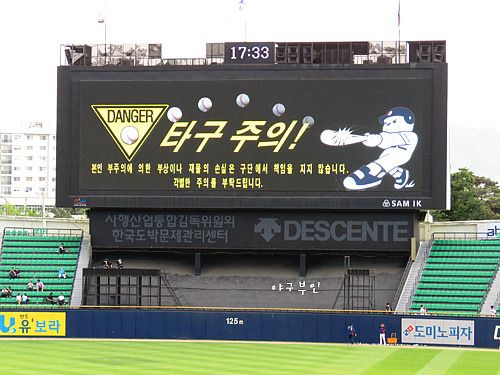 17:33
DANGER
타구 주의!
본인 부주의에 의한 부상이나 재물의 손실은 구단에서 책임을 지지 않습니다.
각별한 주의를 부탁드립니다.
SAM IK
SAM IK
사행산업통합감독위원회
한국도박문제관리센터
DESCENTE
야구부인
125m
유보라
도미노피자